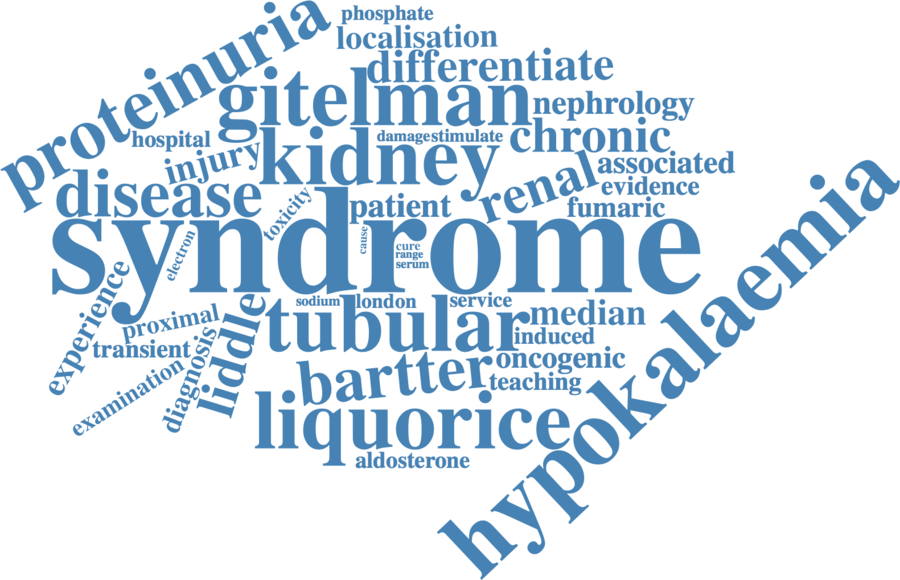 phosphate
localisation
proteinuria
differentiate
gitelman
nephrology
hospital
damage
stimulate
chronic
injury
kidney
associated
renal
evidence
disease
patient
fumaric
toxicity
syndrome
electron
cause
cure
range
serum
hypokalaemia
experience
sodium
london
service
proximal
liddle
tubular
median
transient
induced
diagnosis
oncogenic
examination
bartter
teaching
liquorice
aldosterone